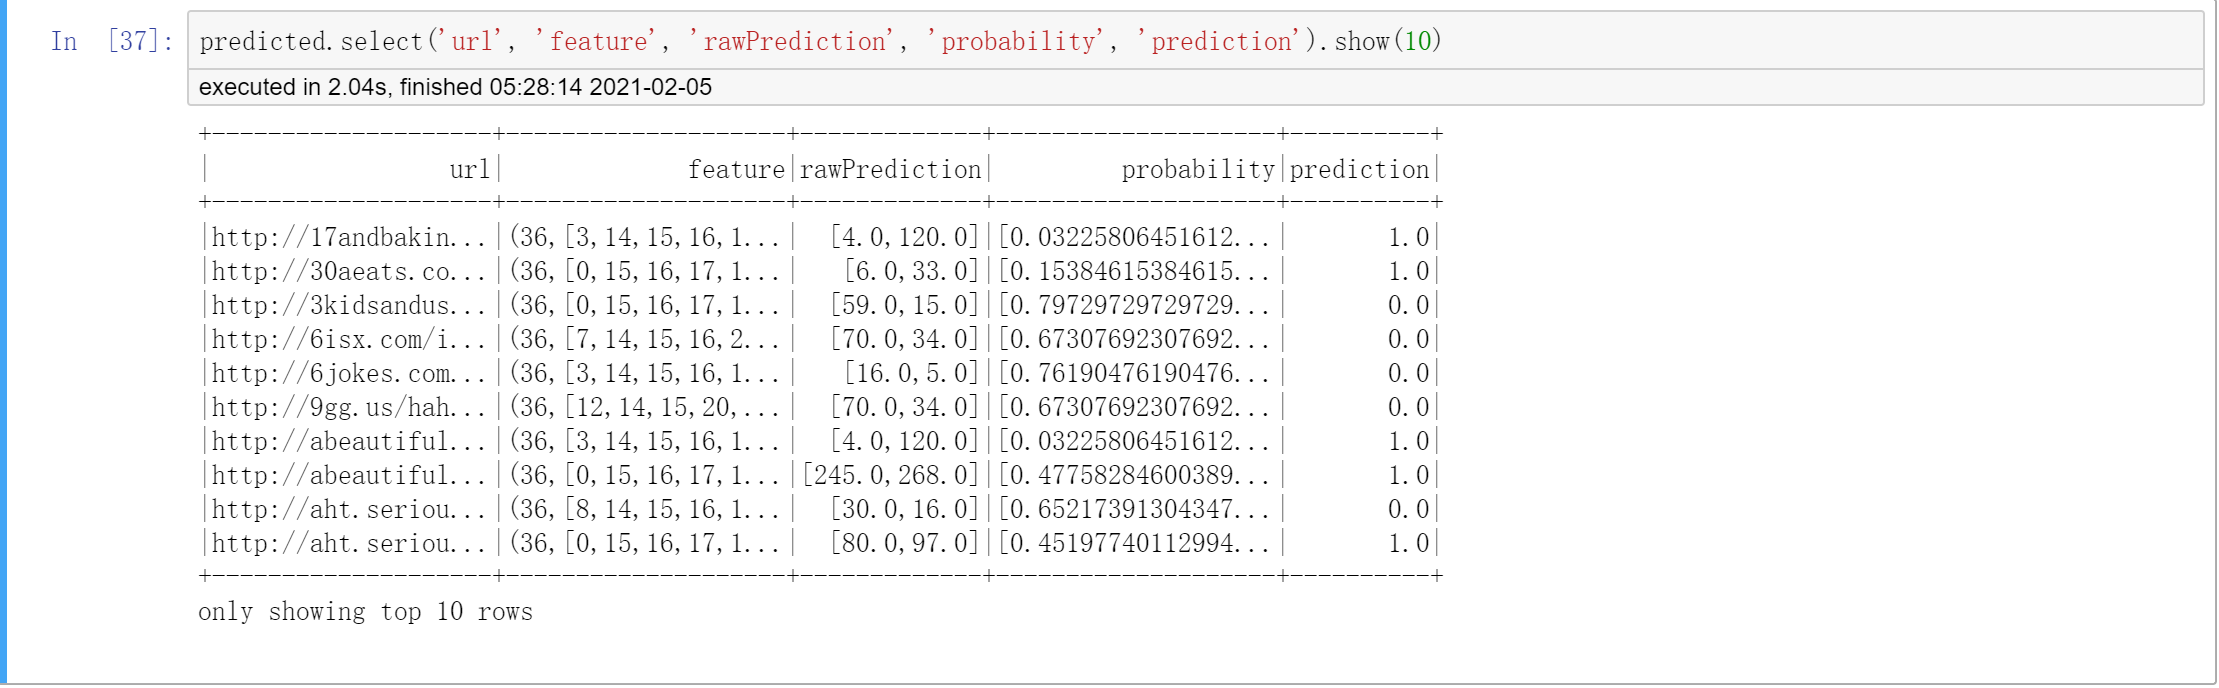 In [37]: predicted.select('url', 'feature', 'rawPrediction', 'probability', 'prediction').show(10)
executed in 2.04s, finished 05:28:14 2021-02-05
+--------------------+--------------------+-------------+--------------------+----------+
|                 url|             feature|rawPrediction|         probability|prediction|
+--------------------+--------------------+-------------+--------------------+----------+
|http://17andbakin...|(36,[3,14,15,16,1...|  [4.0,120.0]|[0.03225806451612...|       1.0|
|http://30aeats.co...|(36,[0,15,16,17,1...|   [6.0,33.0]|[0.15384615384615...|       1.0|
|http://3kidsandus...|(36,[0,15,16,17,1...|  [59.0,15.0]|[0.79729729729729...|       0.0|
|http://6isx.com/i...|(36,[7,14,15,16,2...|  [70.0,34.0]|[0.67307692307692...|       0.0|
|http://6jokes.com...|(36,[3,14,15,16,1...|   [16.0,5.0]|[0.76190476190476...|       0.0|
|http://9gg.us/hah...|(36,[12,14,15,20,...|  [70.0,34.0]|[0.67307692307692...|       0.0|
|http://abeautiful...|(36,[3,14,15,16,1...|  [4.0,120.0]|[0.03225806451612...|       1.0|
|http://abeautiful...|(36,[0,15,16,17,1...|[245.0,268.0]|[0.47758284600389...|       1.0|
|http://aht.seriou...|(36,[8,14,15,16,1...|  [30.0,16.0]|[0.65217391304347...|       0.0|
|http://aht.seriou...|(36,[0,15,16,17,1...|  [80.0,97.0]|[0.45197740112994...|       1.0|
+--------------------+--------------------+-------------+--------------------+----------+
only showing top 10 rows